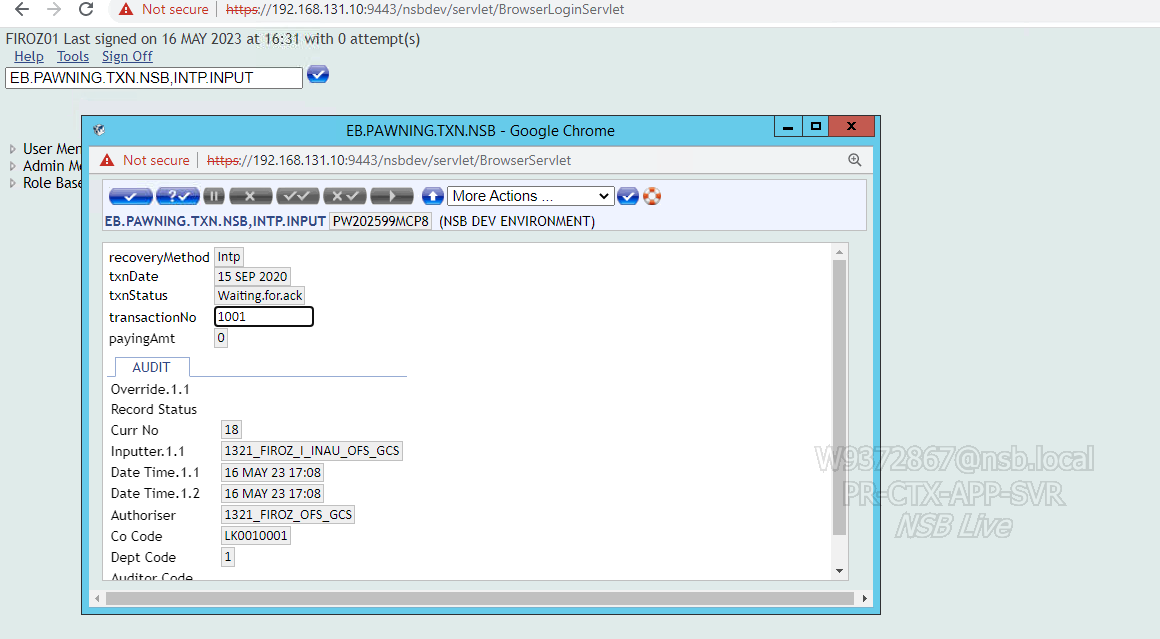 Not secure | https://192.168.131.10:9443/nsbdev/servlet/BrowserLoginServlet
FIROZ01 Last signed on 16 MAY 2023 at 16:31 with 0 attempt(s)
Help Tools Sign Off
EB.PAWNING.TXN.NSB,INTP.INPUT
User Men
Admin Me
Role Base
EB.PAWNING.TXN.NSB - Google Chrome
Not secure | https://192.168.131.10:9443/nsbdev/servlet/BrowserServlet
More Actions ...
EB.PAWNING.TXN.NSB,INTP.INPUT PW202599MCP8 (NSB DEV ENVIRONMENT)
recoveryMethod Intp
txnDate 15 SEP 2020
txnStatus Waiting.for.ack
transactionNo 1001
payingAmt 0
AUDIT
Override.1.1
Record Status
Curr No 18
Inputter.1.1 1321_FIROZ_I_INAU_OFS_GCS
Date Time.1.1 16 MAY 23 17:08
Date Time.1.2 16 MAY 23 17:08
Authoriser 1321_FIROZ_OFS_GCS
Co Code LK0010001
Dept Code 1
Auditor Code
W9372867@nsb.local
PR-CTX-APP-SVR
NSB Live